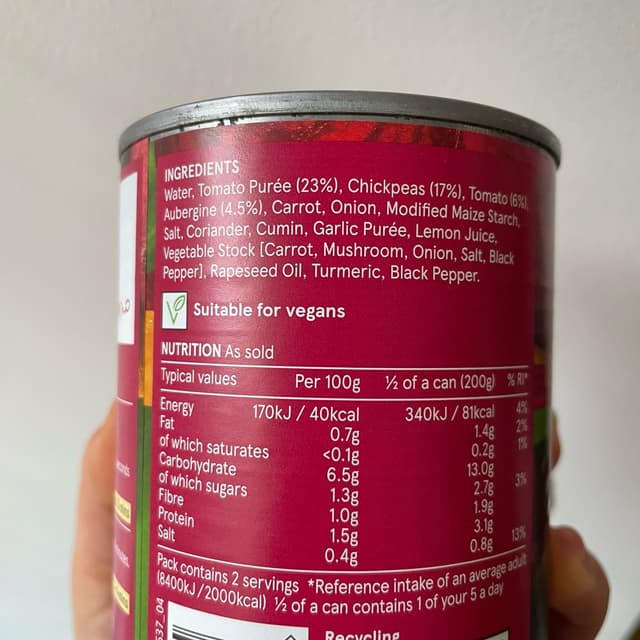 INGREDIENTS
Water, Tomato Purée (23%), Chickpeas (17%), Tomato (6%),
Aubergine (4.5%), Carrot, Onion, Modified Maize Starch,
Salt, Coriander, Cumin, Garlic Purée, Lemon Juice,
Vegetable Stock [Carrot, Mushroom, Onion, Salt, Black
Pepper], Rapeseed Oil, Turmeric, Black Pepper.
Suitable for vegans
NUTRITION As sold
Typical values Per 100g ½ of a can (200g) % RI*
Energy 170kJ / 40kcal 340kJ / 81kcal 4%
Fat 0.7g 1.4g 2%
of which saturates <0.1g 0.2g 1%
Carbohydrate 6.5g 13.0g
of which sugars 1.3g 2.7g 3%
Fibre 1.0g 1.9g
Protein 1.5g 3.1g
Salt 0.4g 0.8g 13%
Pack contains 2 servings *Reference intake of an average adult
(8400kJ/2000kcal) ½ of a can contains 1 of your 5 a day
Recycling